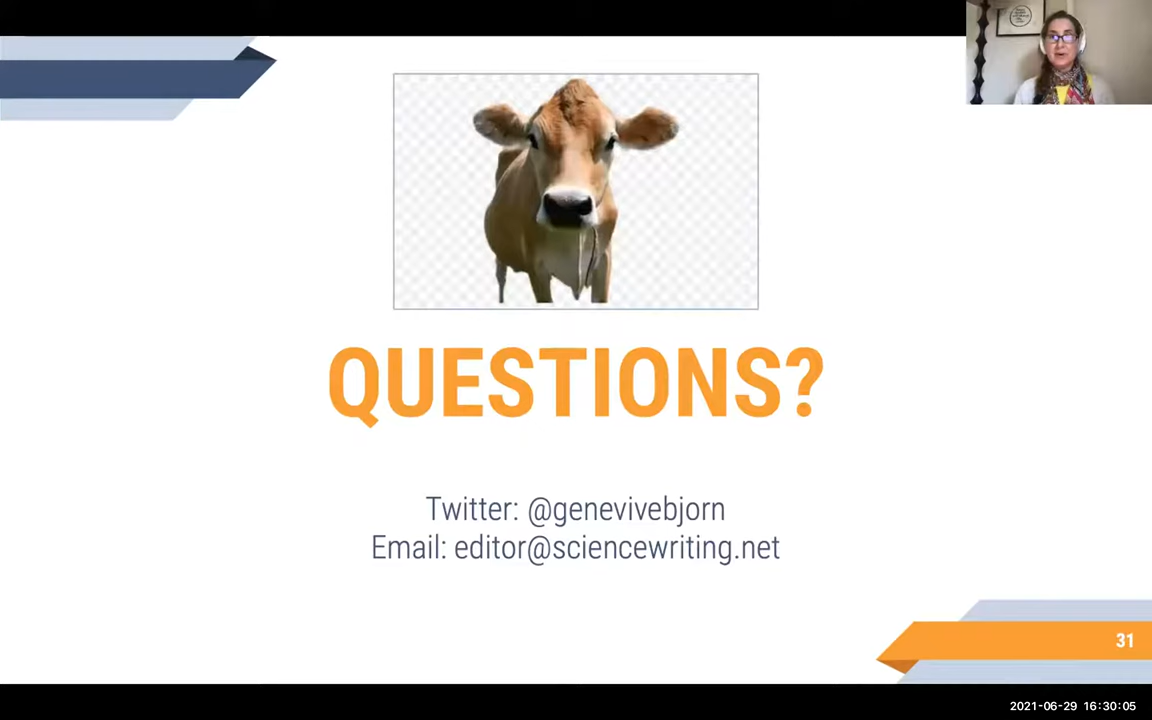 QUESTIONS?
Twitter: @genevivebjorn
Email: editor@sciencewriting.net
31
2021-06-29 16:30:05